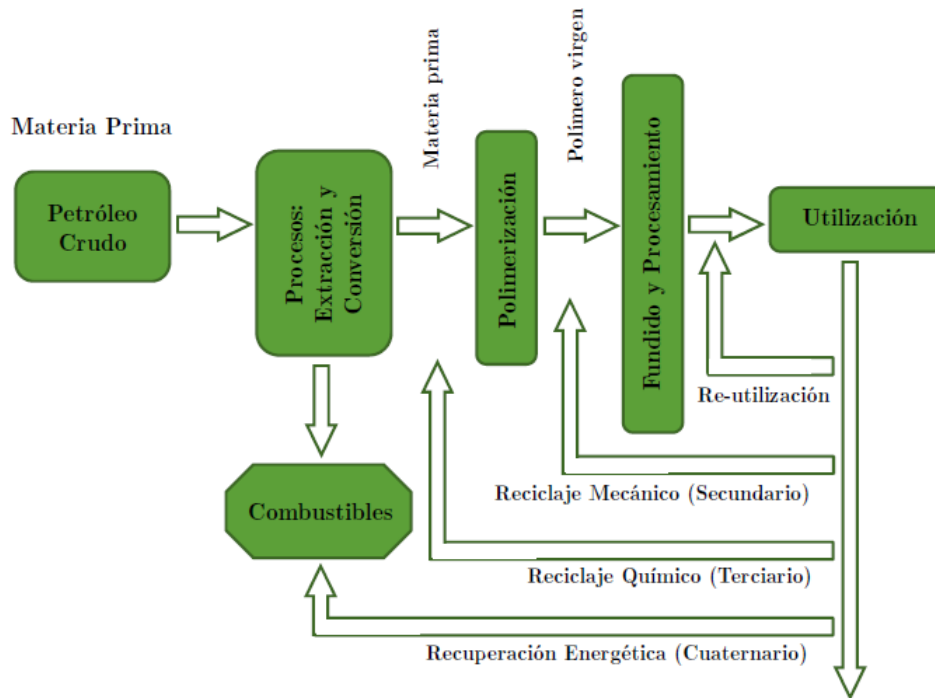 Materia Prima
Petróleo
Crudo
Procesos:
Extracción y
Conversión
Materia prima
Polimerización
Polímero virgen
Fundido y Procesamiento
Utilización
Re-utilización
Reciclaje Mecánico (Secundario)
Combustibles
Reciclaje Químico (Terciario)
Recuperación Energética (Cuaternario)